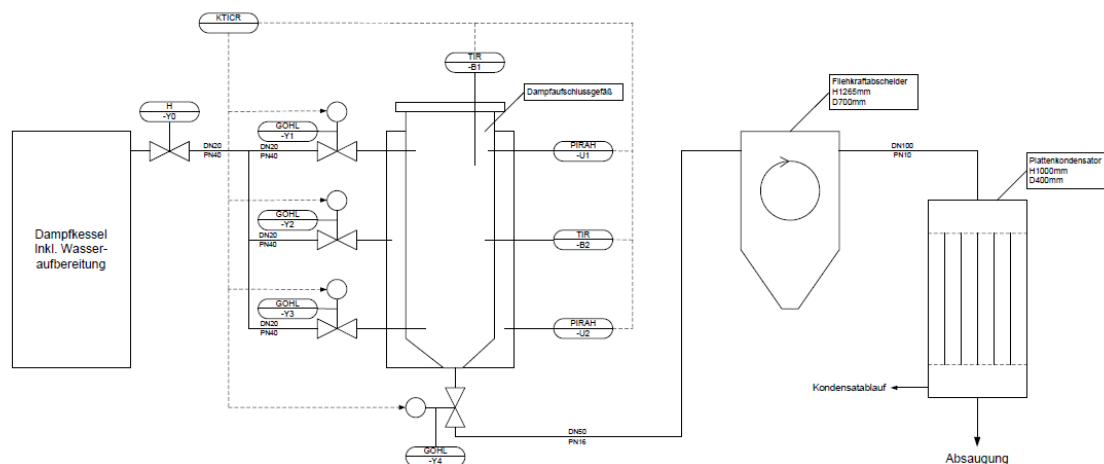 KTICR
TIR
-B1
Dampfaufschlussgefäß
Fliehkraftabscheider
H1265mm
D700mm
H
-Y0
DN20
PN40
GOHL
-Y1
DN20
PN40
PIRAH
-U1
DN100
PN10
Plattenkondensator
H1000mm
D400mm
Dampfkessel
Inkl. Wasser-
aufbereitung
GOHL
-Y2
DN20
PN40
TIR
-B2
GOHL
-Y3
DN20
PN40
PIRAH
-U2
Kondensatablauf
GOHL
-Y4
DN50
PN16
Absaugung